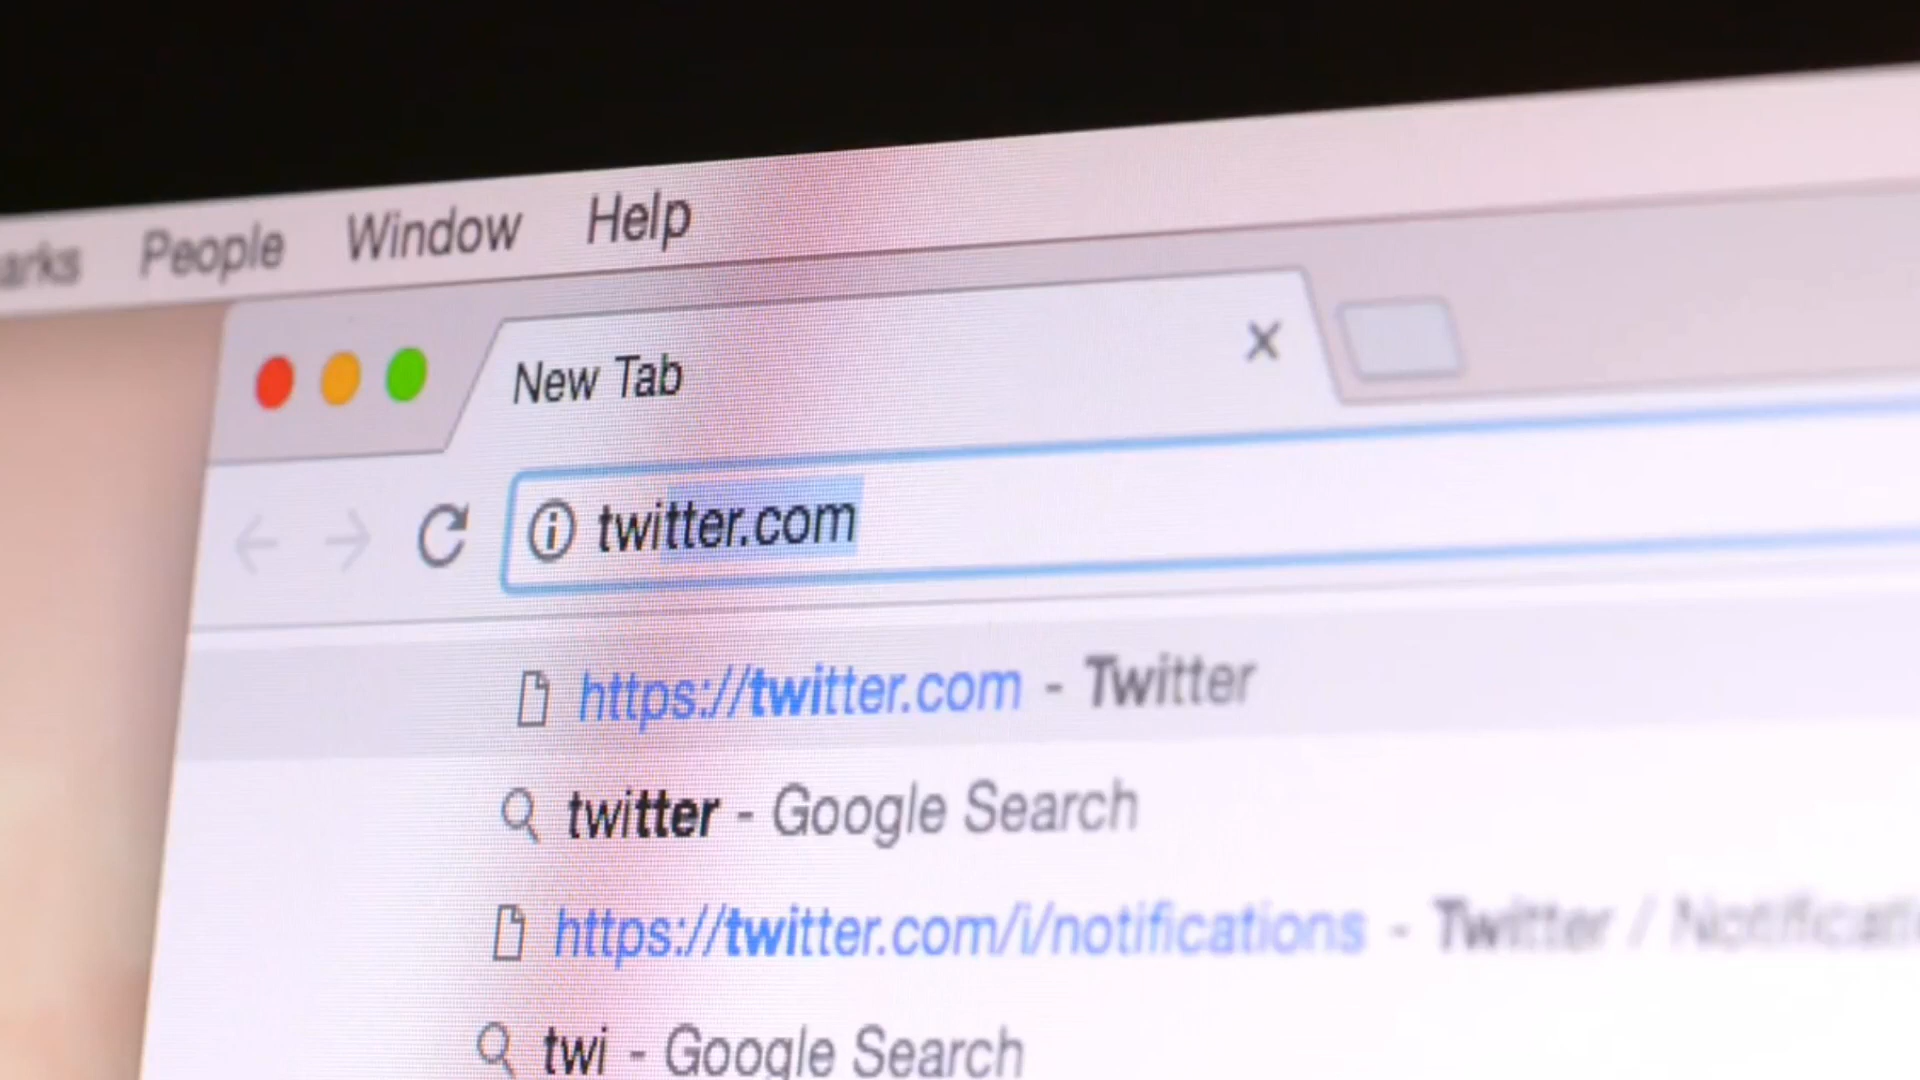 arks People Window Help
New Tab
twitter.com
https://twitter.com - Twitter
twitter - Google Search
https://twitter.com/i/notifications - Twitter / Notificati
twi - Google Search